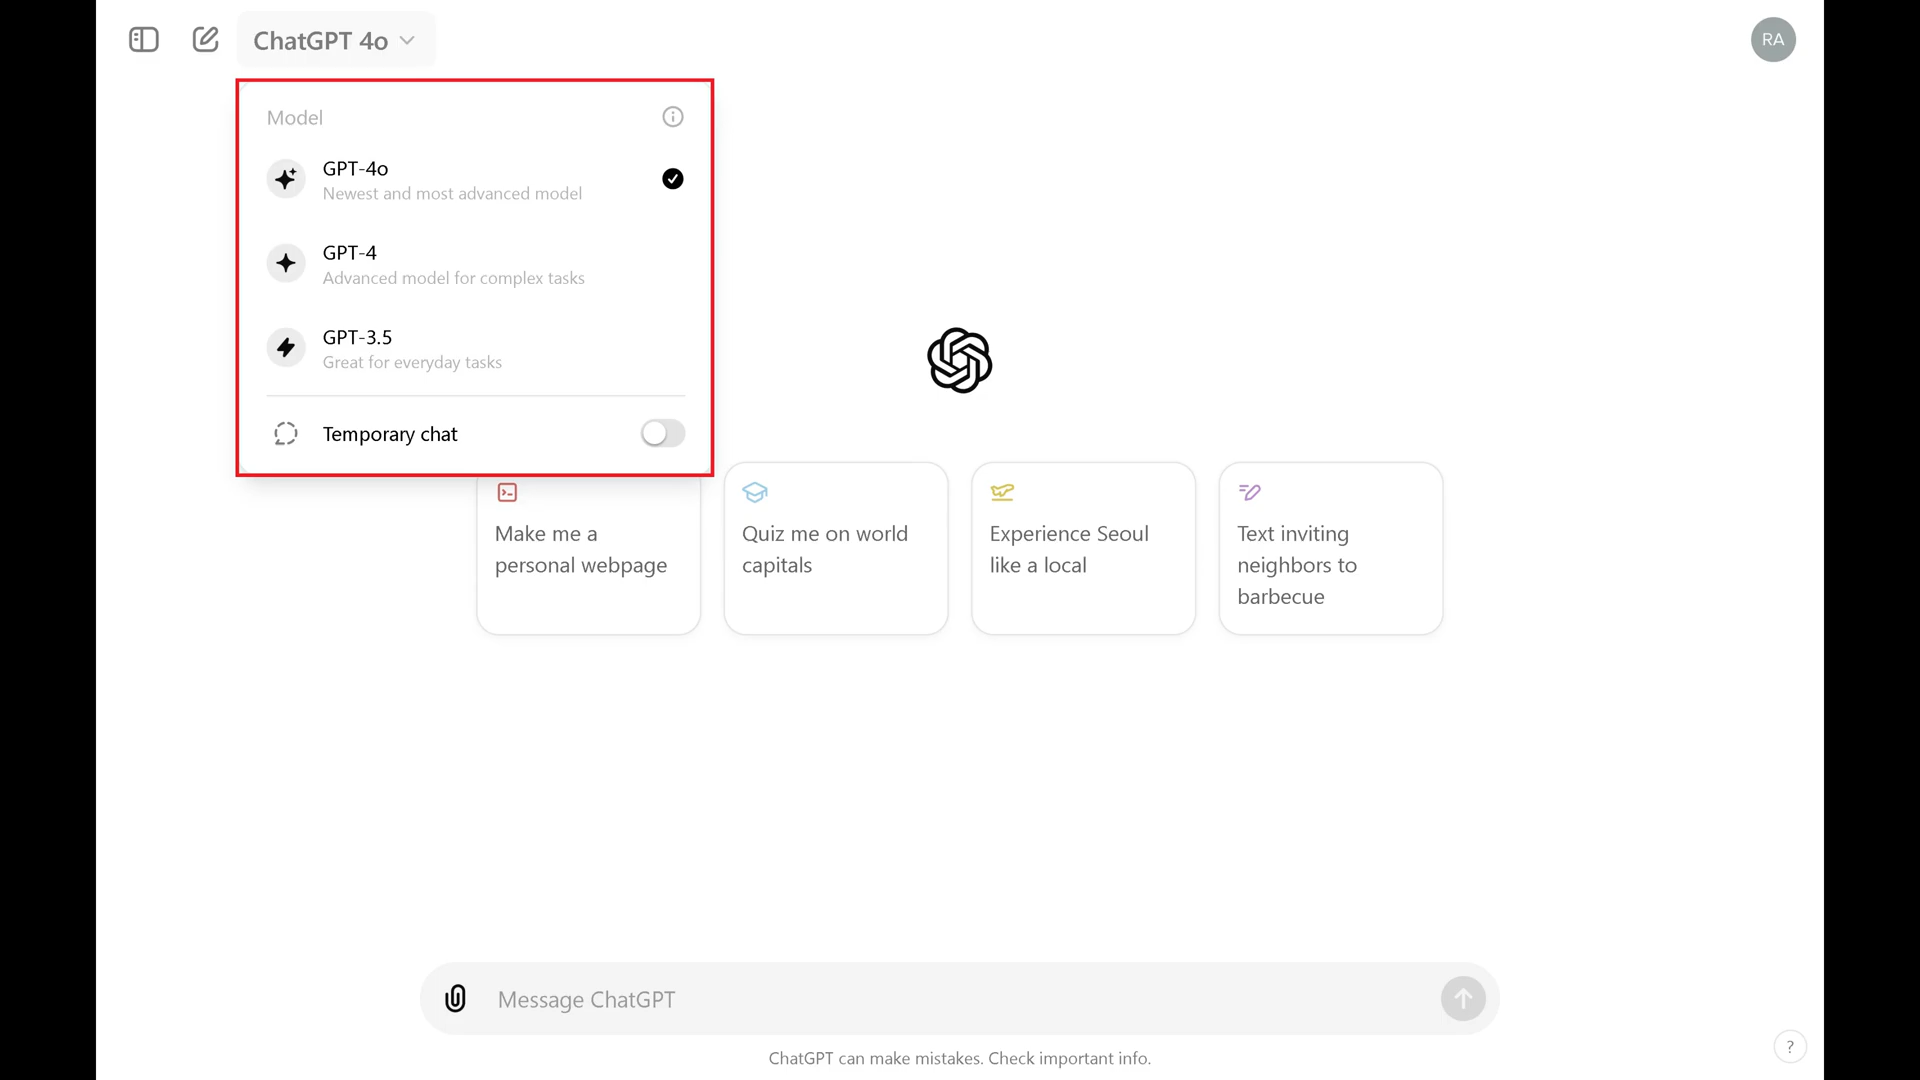 ChatGPT 4o
RA
Model
GPT-4o
Newest and most advanced model
GPT-4
Advanced model for complex tasks
GPT-3.5
Great for everyday tasks
Temporary chat
Make me a
personal webpage
Quiz me on world
capitals
Experience Seoul
like a local
Text inviting
neighbors to
barbecue
Message ChatGPT
ChatGPT can make mistakes. Check important info.
?